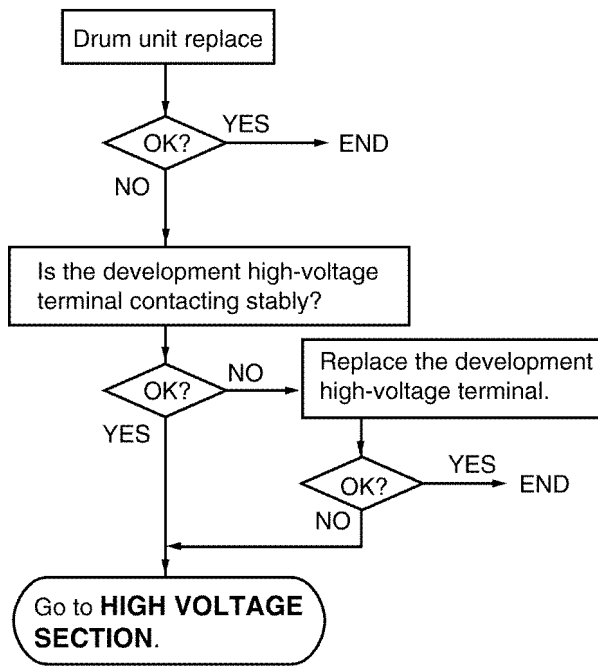 Drum unit replace
OK?
YES
END
NO
Is the development high-voltage
terminal contacting stably?
OK?
NO
YES
Replace the development
high-voltage terminal.
OK?
YES
END
NO
Go to HIGH VOLTAGE
SECTION.